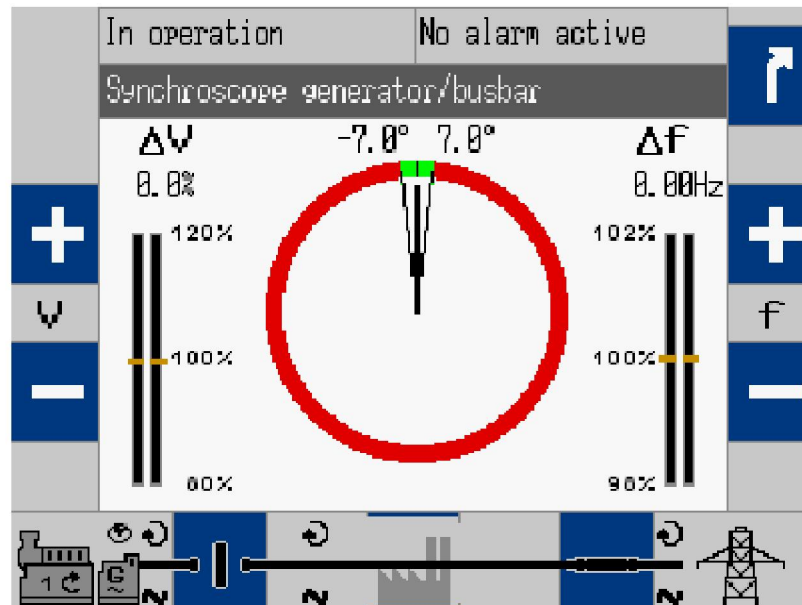 In operation
No alarm active
Synchroscope generator/busbar
ΔV
-7.0° 7.0°
Δf
0.0%
0.00Hz
120%
102%
V
f
100%
100%
80%
98%
1
G
~